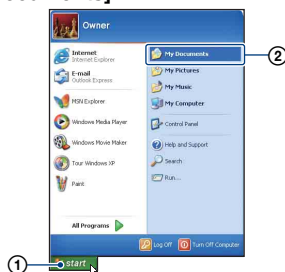 Owner
Internet
Internet Explorer
E-mail
Outlook Express
MSN Explorer
Windows Media Player
Windows Movie Maker
Tour Windows XP
Paint
All Programs
My Documents
My Pictures
My Music
My Computer
Control Panel
Help and Support
Search
Run...
Log Off
Turn Off Computer
start
1
2